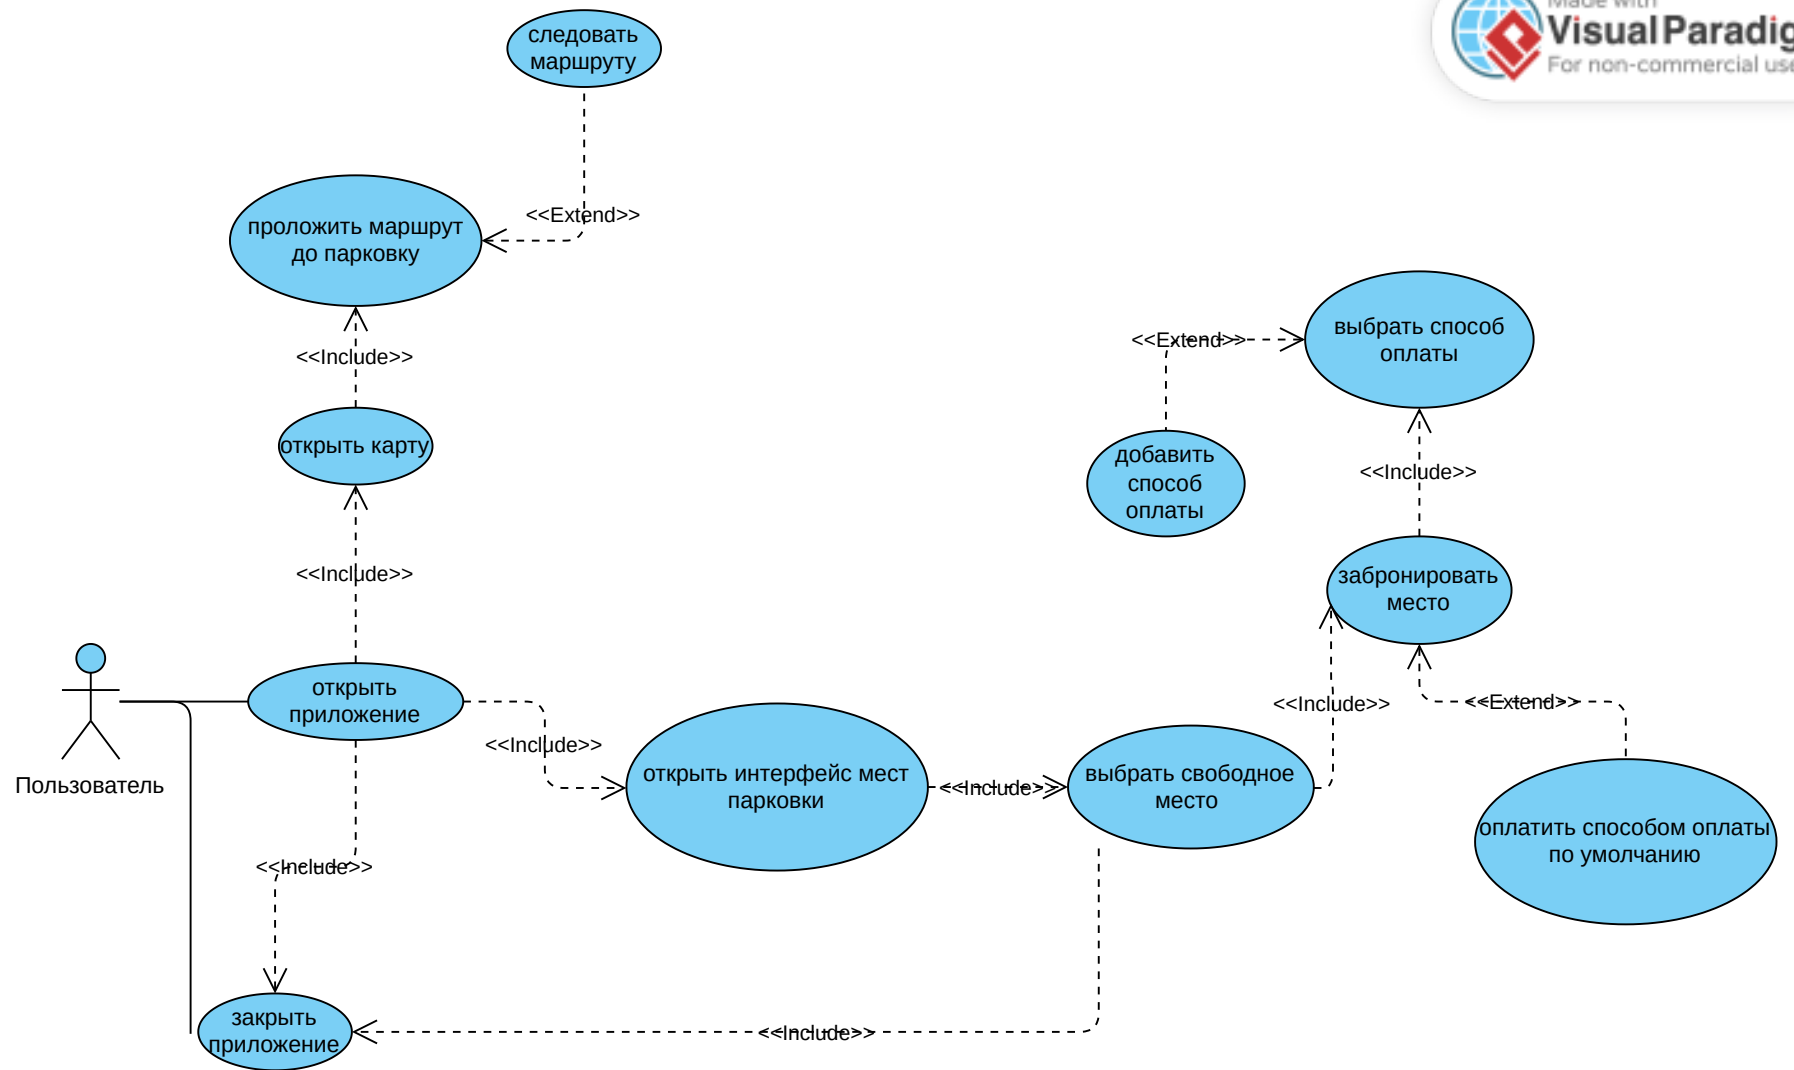 Made with
Visual Paradig
For non-commercial use
следовать
маршруту
<<Extend>>
проложить маршрут
до парковку
<<Include>>
открыть карту
<<Include>>
выбрать способ
оплаты
<<Extend>>
добавить
способ
оплаты
<<Include>>
забронировать
место
<<Include>>
<<Extend>>
Пользователь
открыть
приложение
<<Include>>
открыть интерфейс мест
парковки
<<Include>>
выбрать свободное
место
оплатить способом оплаты
по умолчанию
<<Include>>
закрыть
приложение
<<Include>>